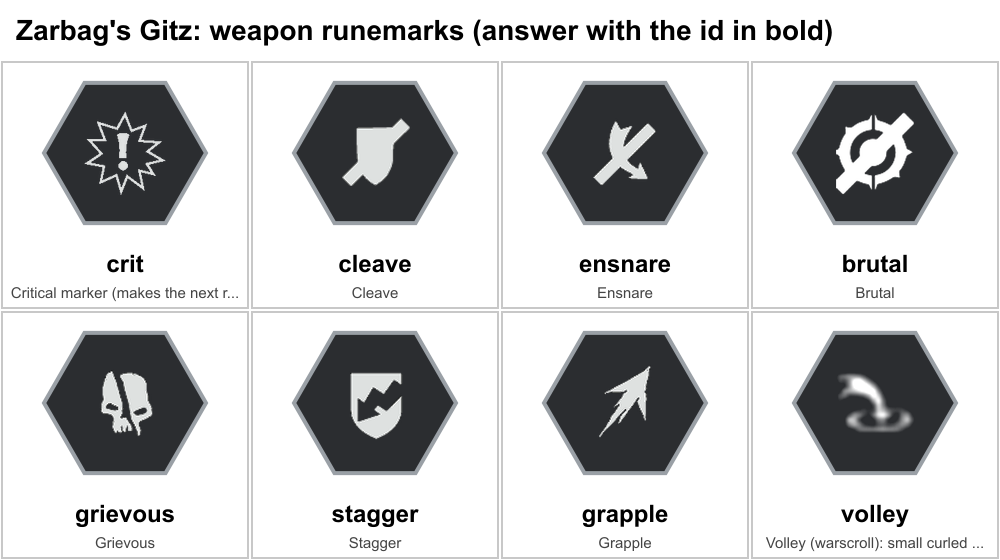 Zarbag's Gitz: weapon runemarks (answer with the id in bold)
crit
Critical marker (makes the next r...
cleave
Cleave
ensnare
Ensnare
brutal
Brutal
grievous
Grievous
stagger
Stagger
grapple
Grapple
volley
Volley (warscroll): small curled ...